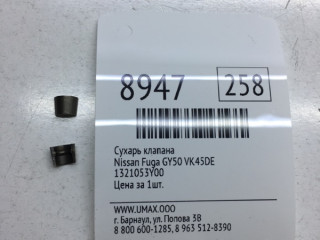 8947 258
Сухарь клапана
Nissan Fuga GY50 VK45DE
1321053Y00
Цена за 1шт.
WWW.UMAX.OOO
г. Барнаул, ул. Попова 3В
8 800 600-1285, 8 963 512-8390